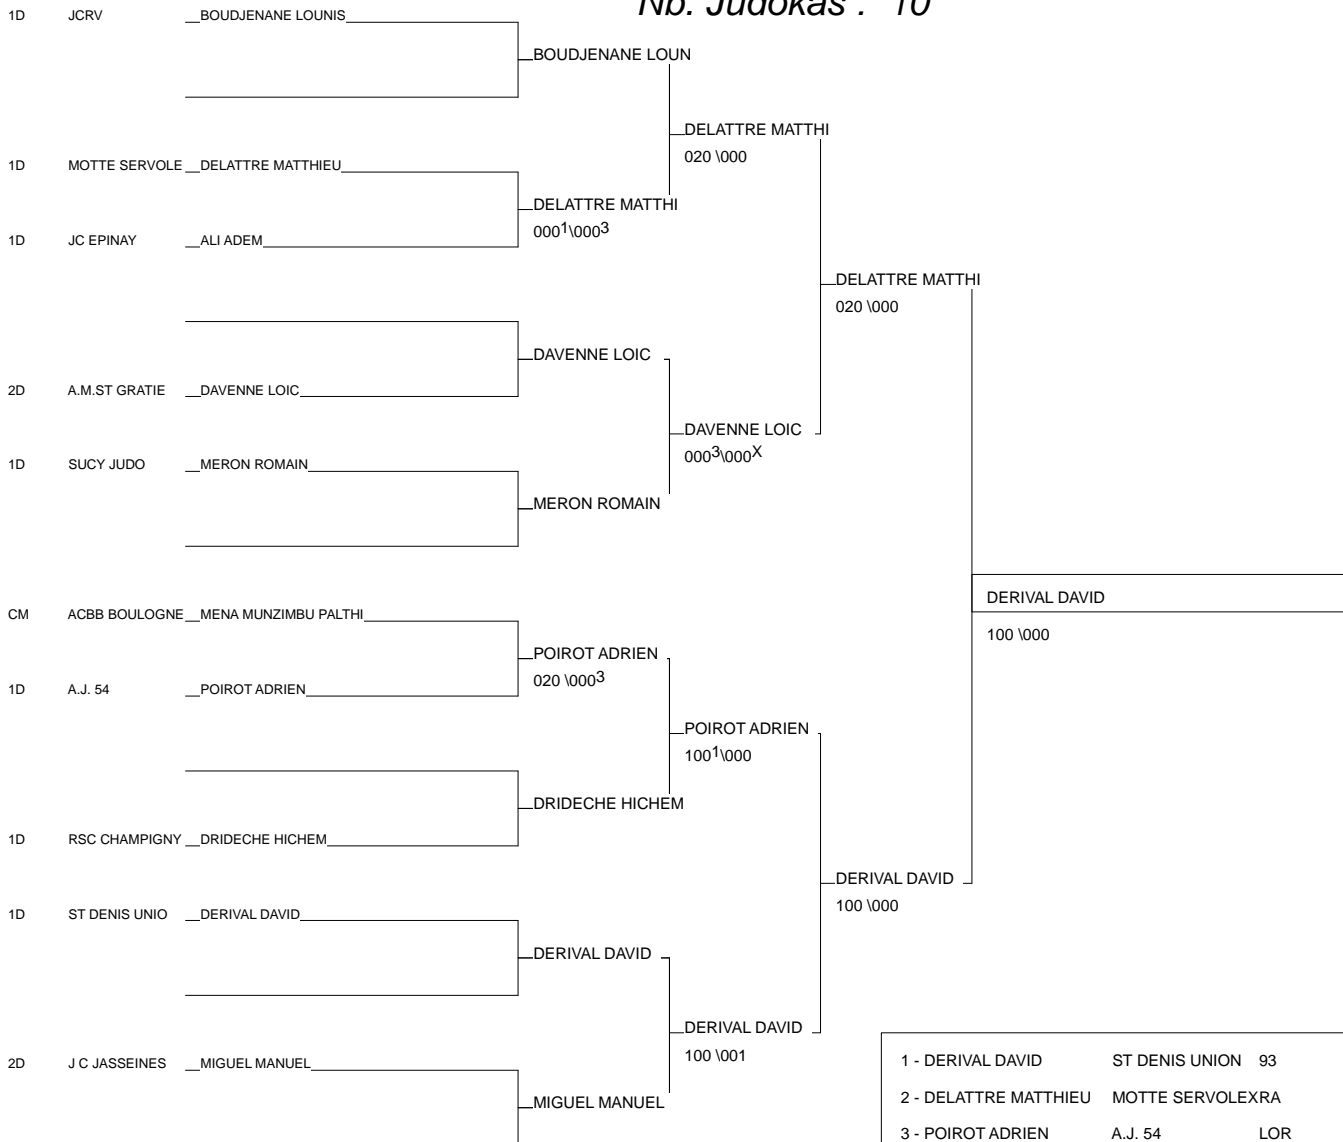 Nb. Judokas : 10
1D JCRV BOUDJENANE LOUNIS
BOUDJENANE LOUN
DELATTRE MATTHI
020 \000
1D MOTTE SERVOLE DELATTRE MATTHIEU
DELATTRE MATTHI
0001\0003
1D JC EPINAY ALI ADEM
DELATTRE MATTHI
020 \000
DAVENNE LOIC
2D A.M.ST GRATIE DAVENNE LOIC
DAVENNE LOIC
0003\000X
1D SUCY JUDO MERON ROMAIN
MERON ROMAIN
DERIVAL DAVID
100 \000
CM ACBB BOULOGNE MENA MUNZIMBU PALTHI
POIROT ADRIEN
020 \0003
1D A.J. 54 POIROT ADRIEN
POIROT ADRIEN
1001\000
DRIDECHE HICHEM
1D RSC CHAMPIGNY DRIDECHE HICHEM
DERIVAL DAVID
100 \000
1D ST DENIS UNIO DERIVAL DAVID
DERIVAL DAVID
DERIVAL DAVID
100 \001
2D J C JASSEINES MIGUEL MANUEL
MIGUEL MANUEL
1 - DERIVAL DAVID ST DENIS UNION 93
2 - DELATTRE MATTHIEU MOTTE SERVOLEXRA
3 - POIROT ADRIEN A.J. 54 LOR